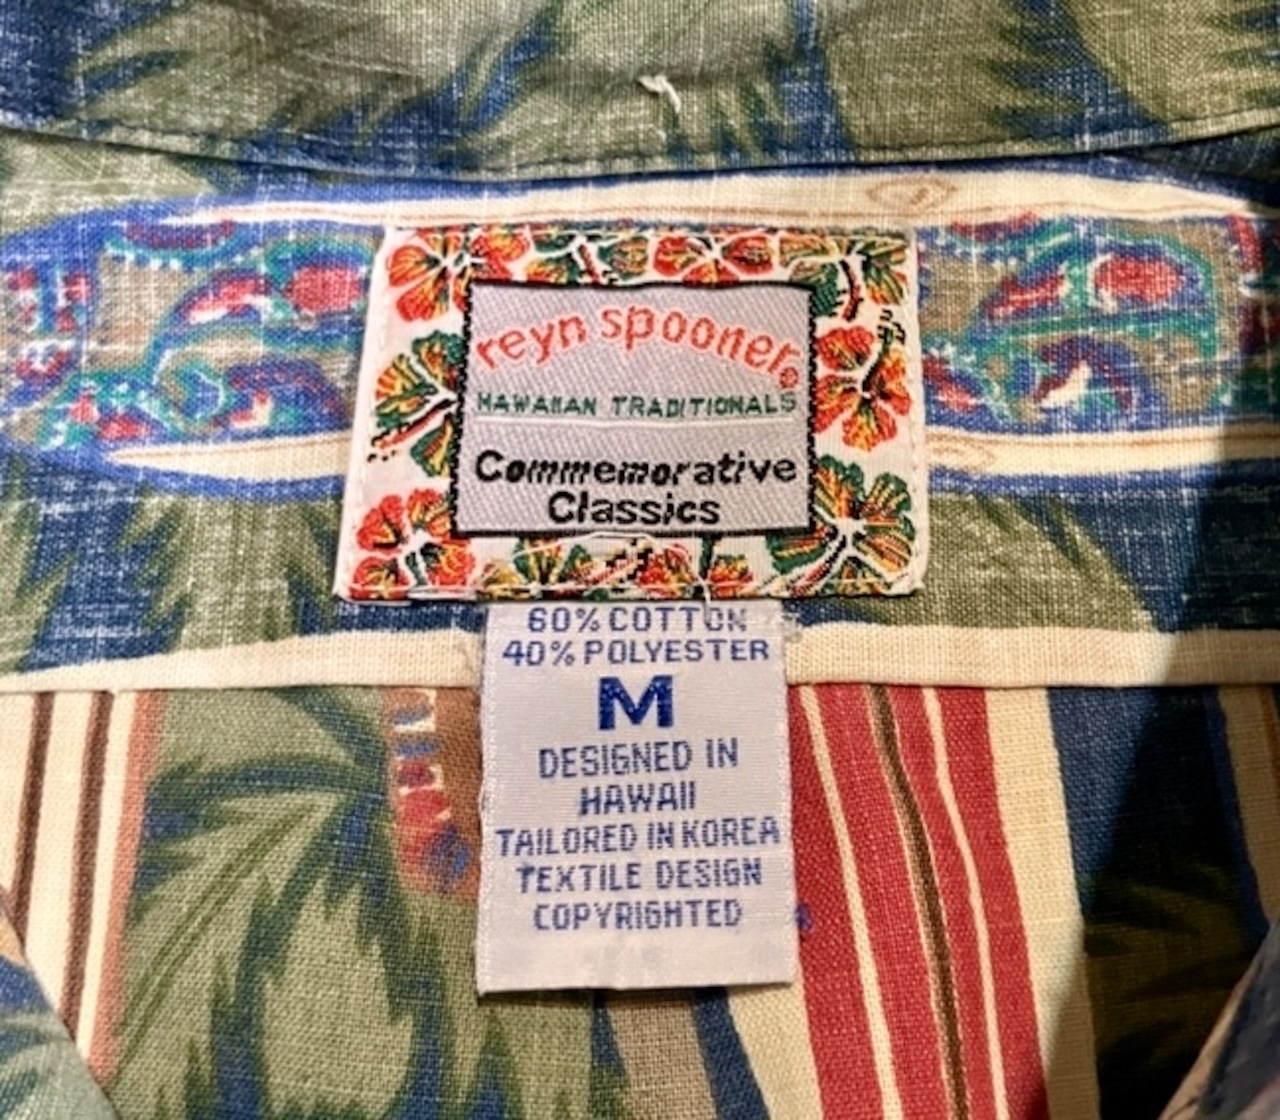 reyn spooner®
HAWAIIAN TRADITIONALS
Commemorative
Classics
60% COTTON
40% POLYESTER
M
DESIGNED IN
HAWAII
TAILORED IN KOREA
TEXTILE DESIGN
COPYRIGHTED